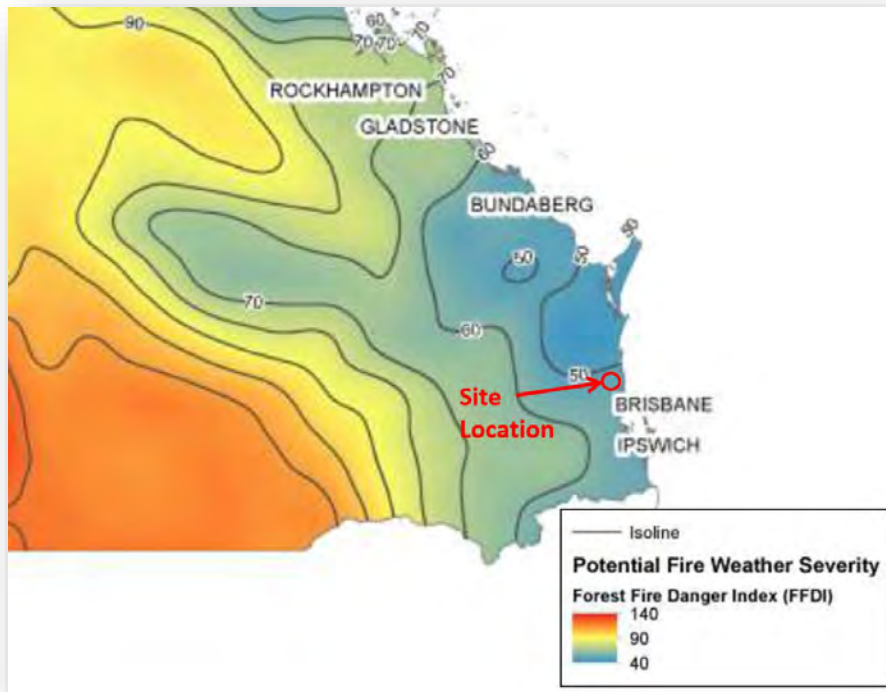 90
60
70
70
70
70
ROCKHAMPTON
GLADSTONE
60
BUNDABERG
50
50
50
70
60
50
Site
Location
BRISBANE
IPSWICH
Isoline
Potential Fire Weather Severity
Forest Fire Danger Index (FFDI)
140
90
40